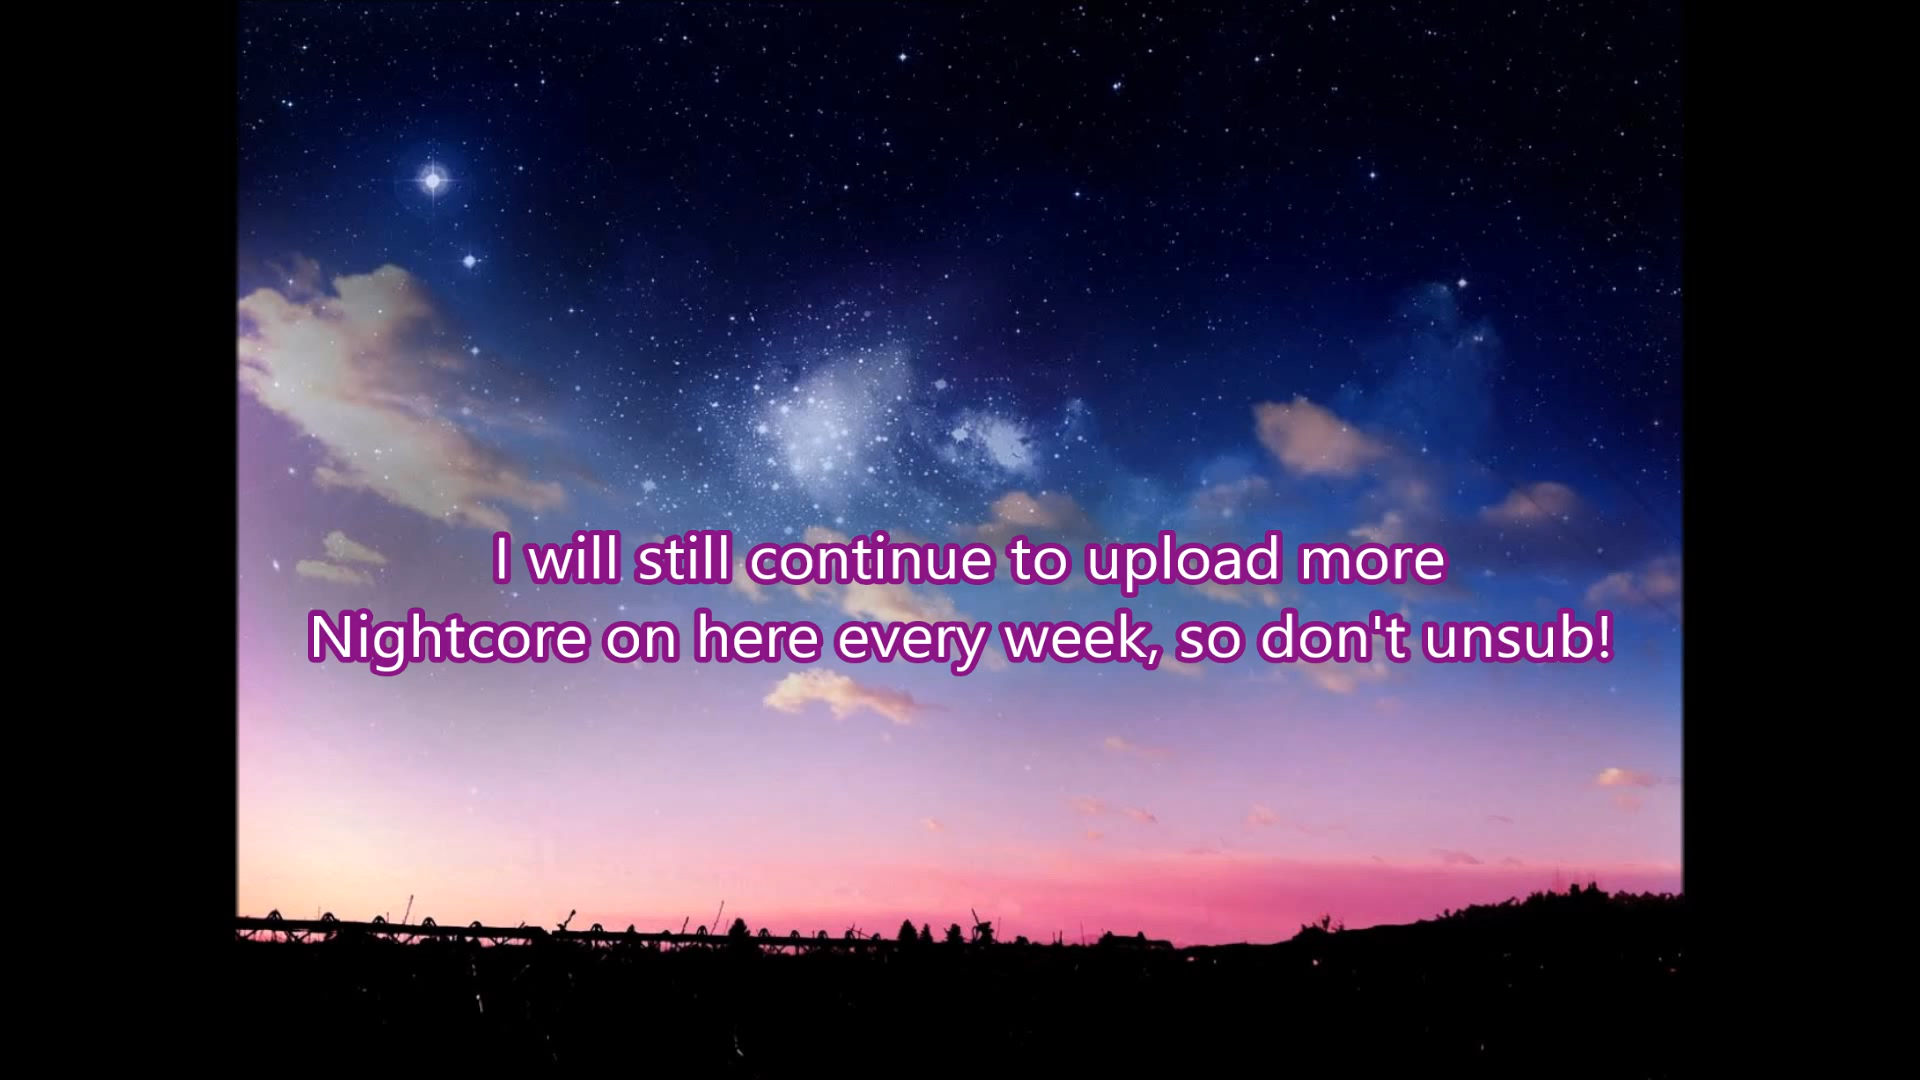 I will still continue to upload more
Nightcore on here every week, so don't unsub!